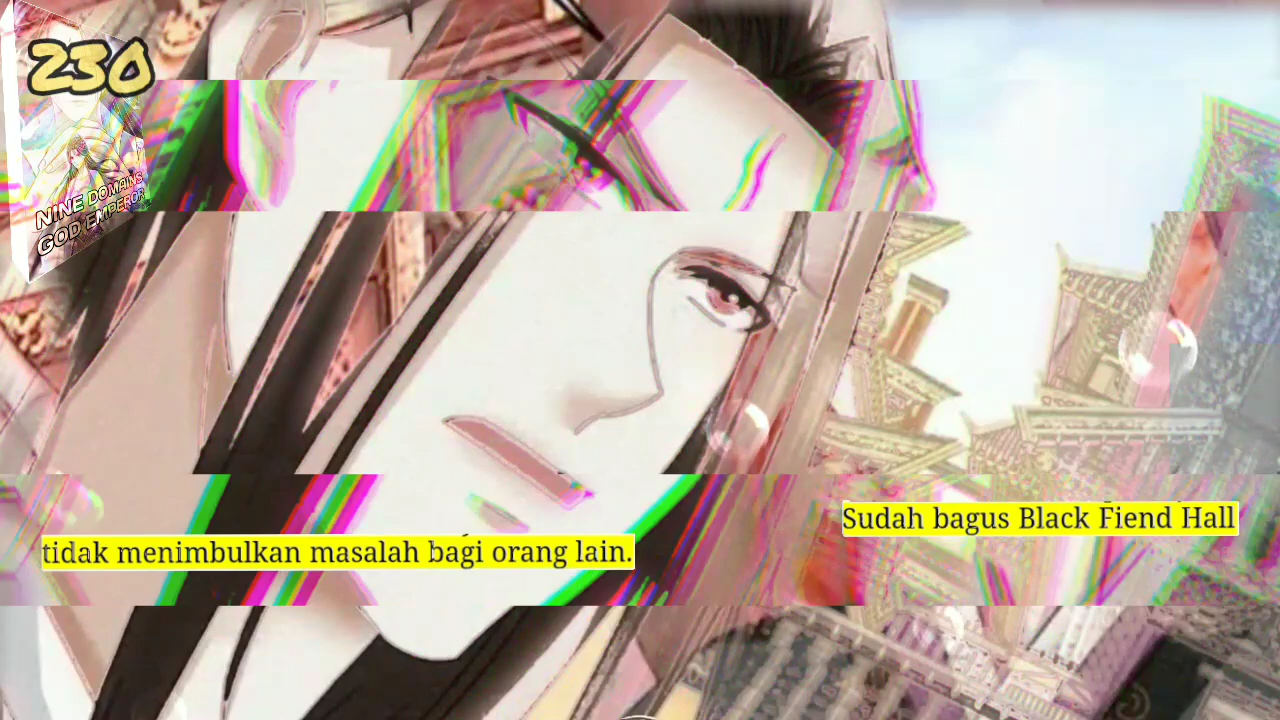 230
NINE DOMAINS
GOD EMPEROR
Sudah bagus Black Fiend Hall
tidak menimbulkan masalah bagi orang lain.